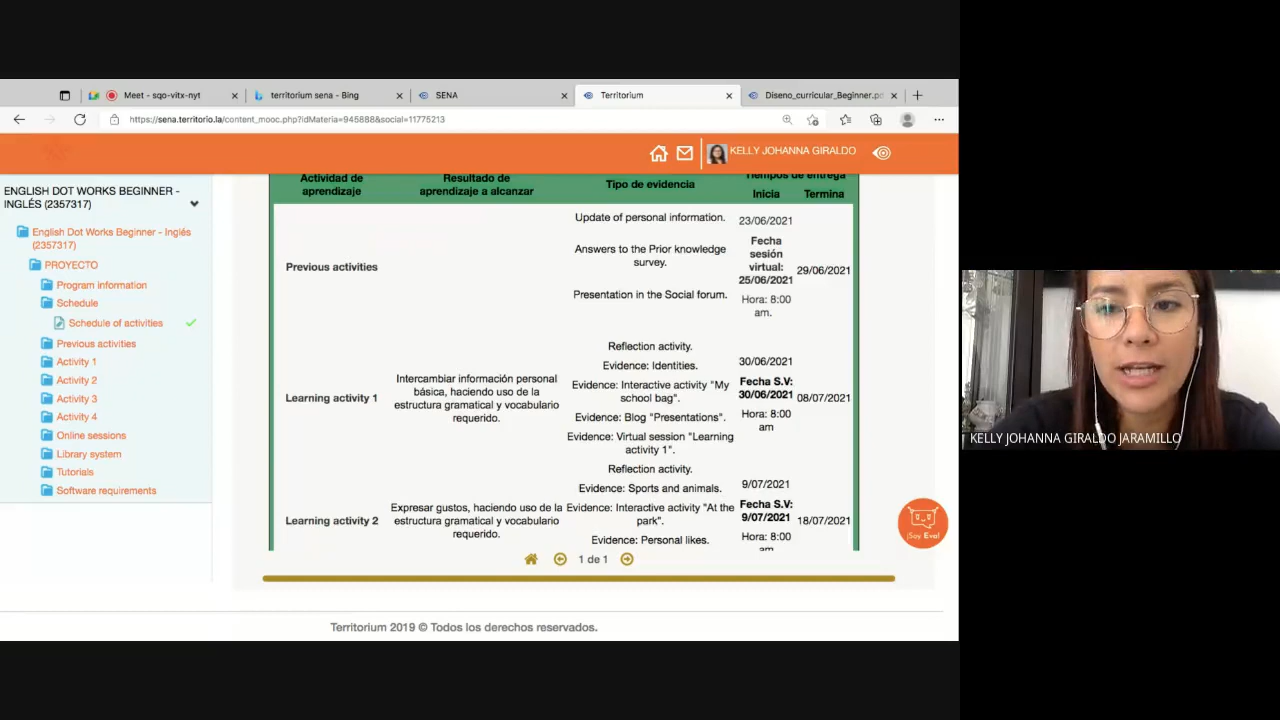 Meet - sqo-vitx-nyt
territorium sena - Bing
SENA
Territorium
Diseno_curricular_Beginner.pd
https://sena.territorio.la/content_mooc.php?idMateria=945888&social=11775213
KELLY JOHANNA GIRALDO
ENGLISH DOT WORKS BEGINNER -
INGLÉS (2357317)
English Dot Works Beginner - Inglés
(2357317)
PROYECTO
Program information
Schedule
Schedule of activities
Previous activities
Activity 1
Activity 2
Activity 3
Activity 4
Online sessions
Library system
Tutorials
Software requirements
Actividad de
aprendizaje
Resultado de
aprendizaje a alcanzar
Tipo de evidencia
Tiempos de entrega
Inicia
Termina
Previous activities
Update of personal information.
Answers to the Prior knowledge
survey.
Presentation in the Social forum.
23/06/2021
Fecha
sesión
virtual:
25/06/2021
Hora: 8:00
am.
29/06/2021
Learning activity 1
Intercambiar información personal
básica, haciendo uso de la
estructura gramatical y vocabulario
requerido.
Reflection activity.
Evidence: Identities.
Evidence: Interactive activity "My
school bag".
Evidence: Blog "Presentations".
Evidence: Virtual session "Learning
activity 1".
30/06/2021
Fecha S.V:
30/06/2021
Hora: 8:00
am
08/07/2021
Learning activity 2
Expresar gustos, haciendo uso de la
estructura gramatical y vocabulario
requerido.
Reflection activity.
Evidence: Sports and animals.
Evidence: Interactive activity "At the
park".
Evidence: Personal likes.
9/07/2021
Fecha S.V:
9/07/2021
Hora: 8:00
am
18/07/2021
1 de 1
¡Soy Eva!
Territorium 2019 © Todos los derechos reservados.
KELLY JOHANNA GIRALDO JARAMILLO